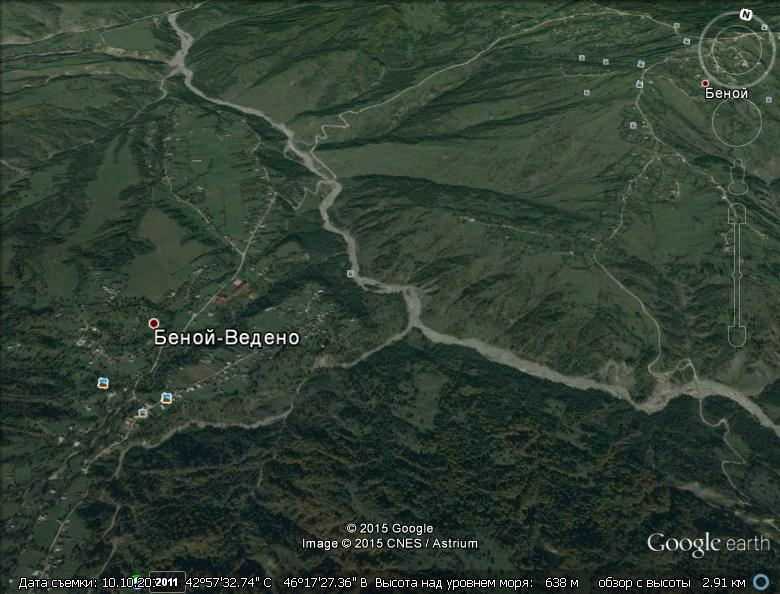 N
Беной
Беной-Ведено
© 2015 Google
Image © 2015 CNES / Astrium
Google earth
Дата съемки: 10.10.20 2011 42°57'32.74" С 46°17'27.36" В Высота над уровнем моря: 638 м обзор с высоты 2.91 км